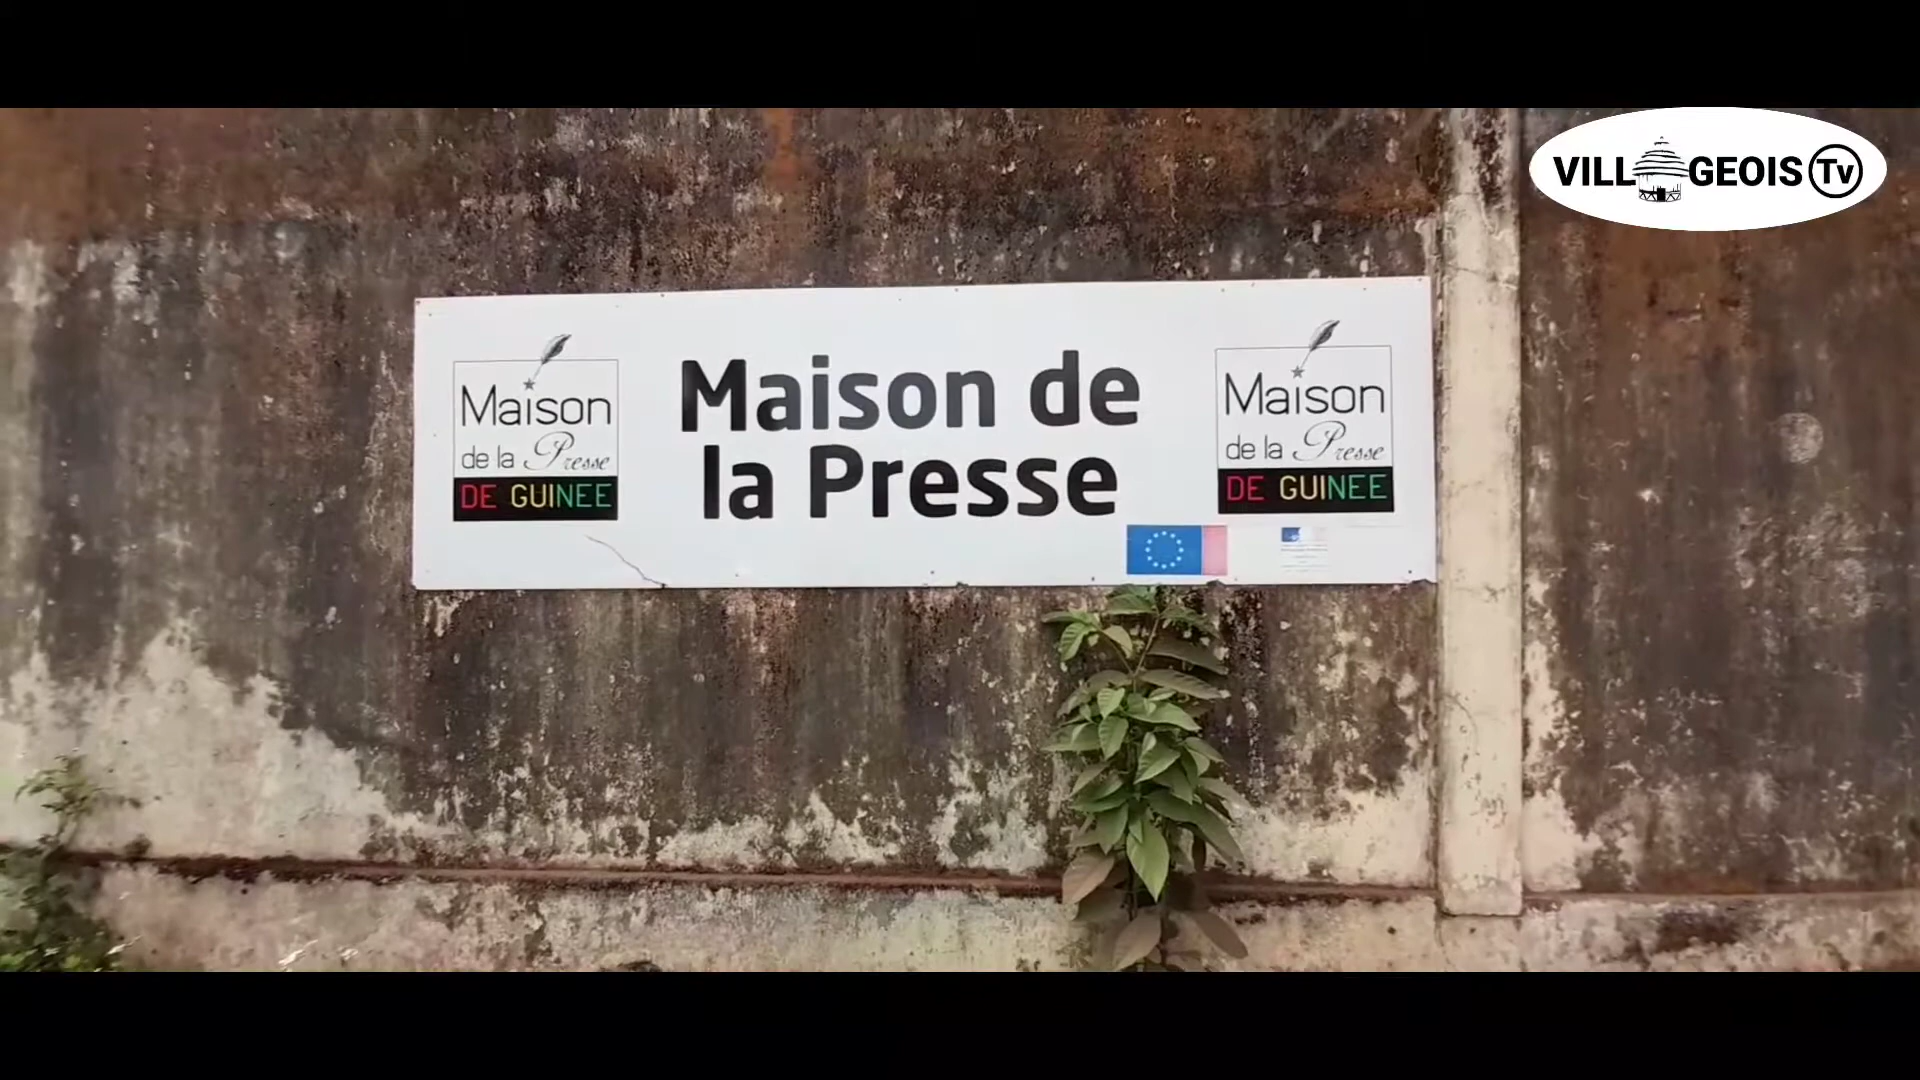 VILLAGEOIS Tv
Maison
de la Presse
DE GUINEE
Maison de
la Presse
Maison
de la Presse
DE GUINEE